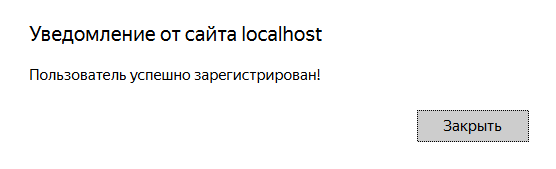 Уведомление от сайта localhost
Пользователь успешно зарегистрирован!
Закрыть